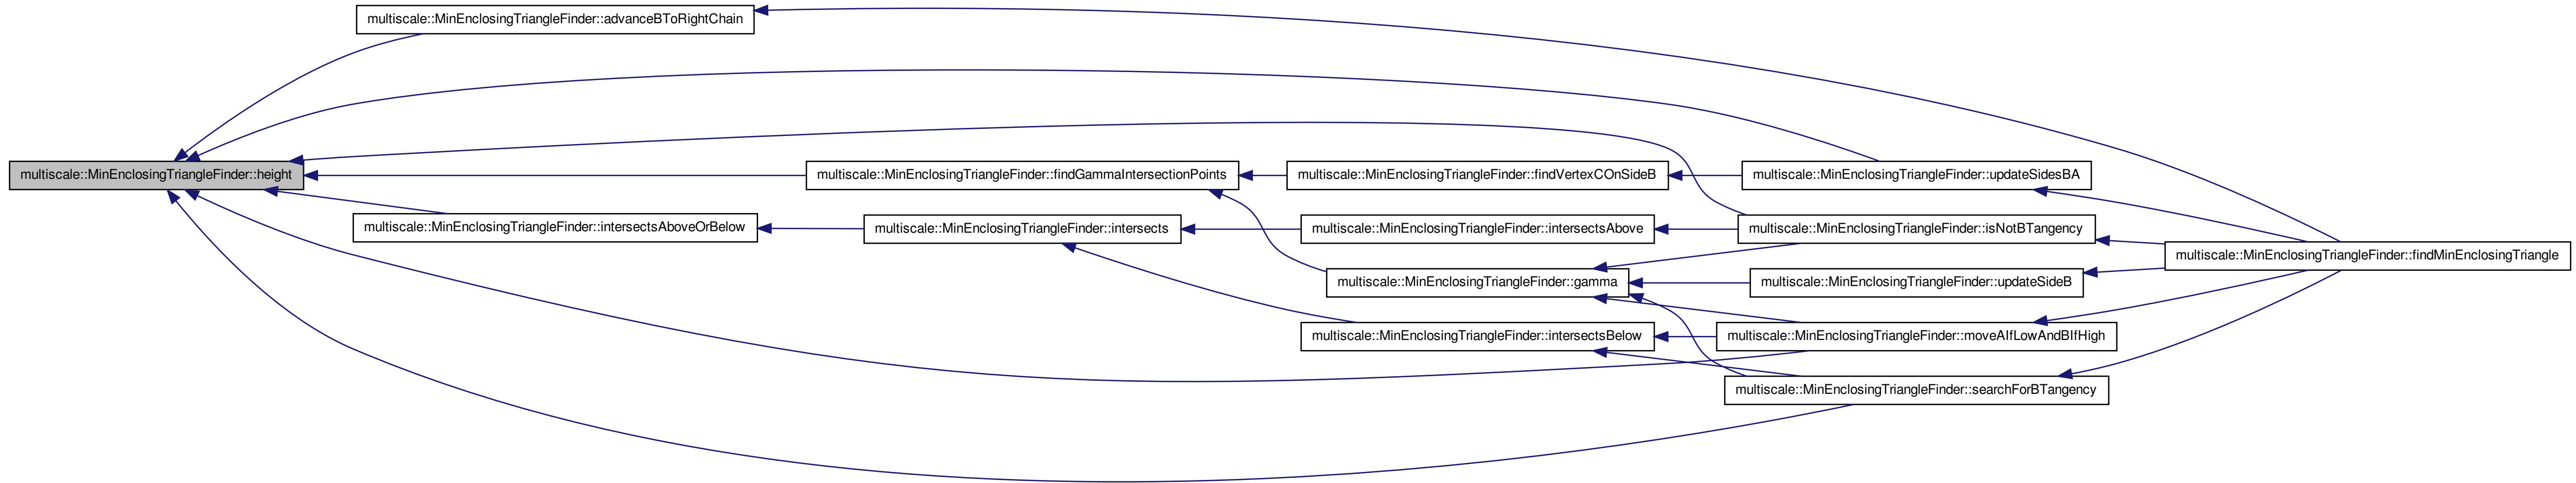 multiscale::MinEnclosingTriangleFinder::advanceBToRightChain
multiscale::MinEnclosingTriangleFinder::height
multiscale::MinEnclosingTriangleFinder::findGammaIntersectionPoints
multiscale::MinEnclosingTriangleFinder::findVertexCOnSideB
multiscale::MinEnclosingTriangleFinder::updateSidesBA
multiscale::MinEnclosingTriangleFinder::intersectsAboveOrBelow
multiscale::MinEnclosingTriangleFinder::intersects
multiscale::MinEnclosingTriangleFinder::intersectsAbove
multiscale::MinEnclosingTriangleFinder::isNotBTangency
multiscale::MinEnclosingTriangleFinder::findMinEnclosingTriangle
multiscale::MinEnclosingTriangleFinder::gamma
multiscale::MinEnclosingTriangleFinder::updateSideB
multiscale::MinEnclosingTriangleFinder::intersectsBelow
multiscale::MinEnclosingTriangleFinder::moveAIfLowAndBIfHigh
multiscale::MinEnclosingTriangleFinder::searchForBTangency